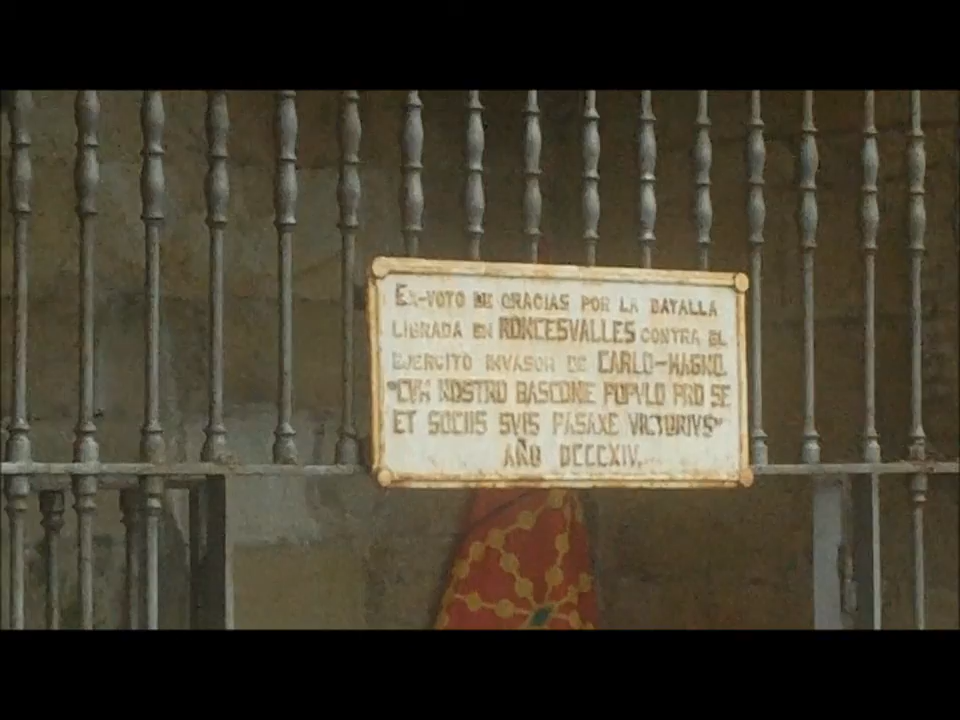 EX-VOTO DE GRACIAS POR LA BATALLA
LIBRADA EN RONCESVALLES CONTRA EL
EJERCITO INVASOR DE CARLO-MAGNO.
"CVM NOSTRO BASCONE POPVLO PRO SE
ET SOCIIS SVIS PASAXE VICTORIVS"
AÑO DCCCXIV.